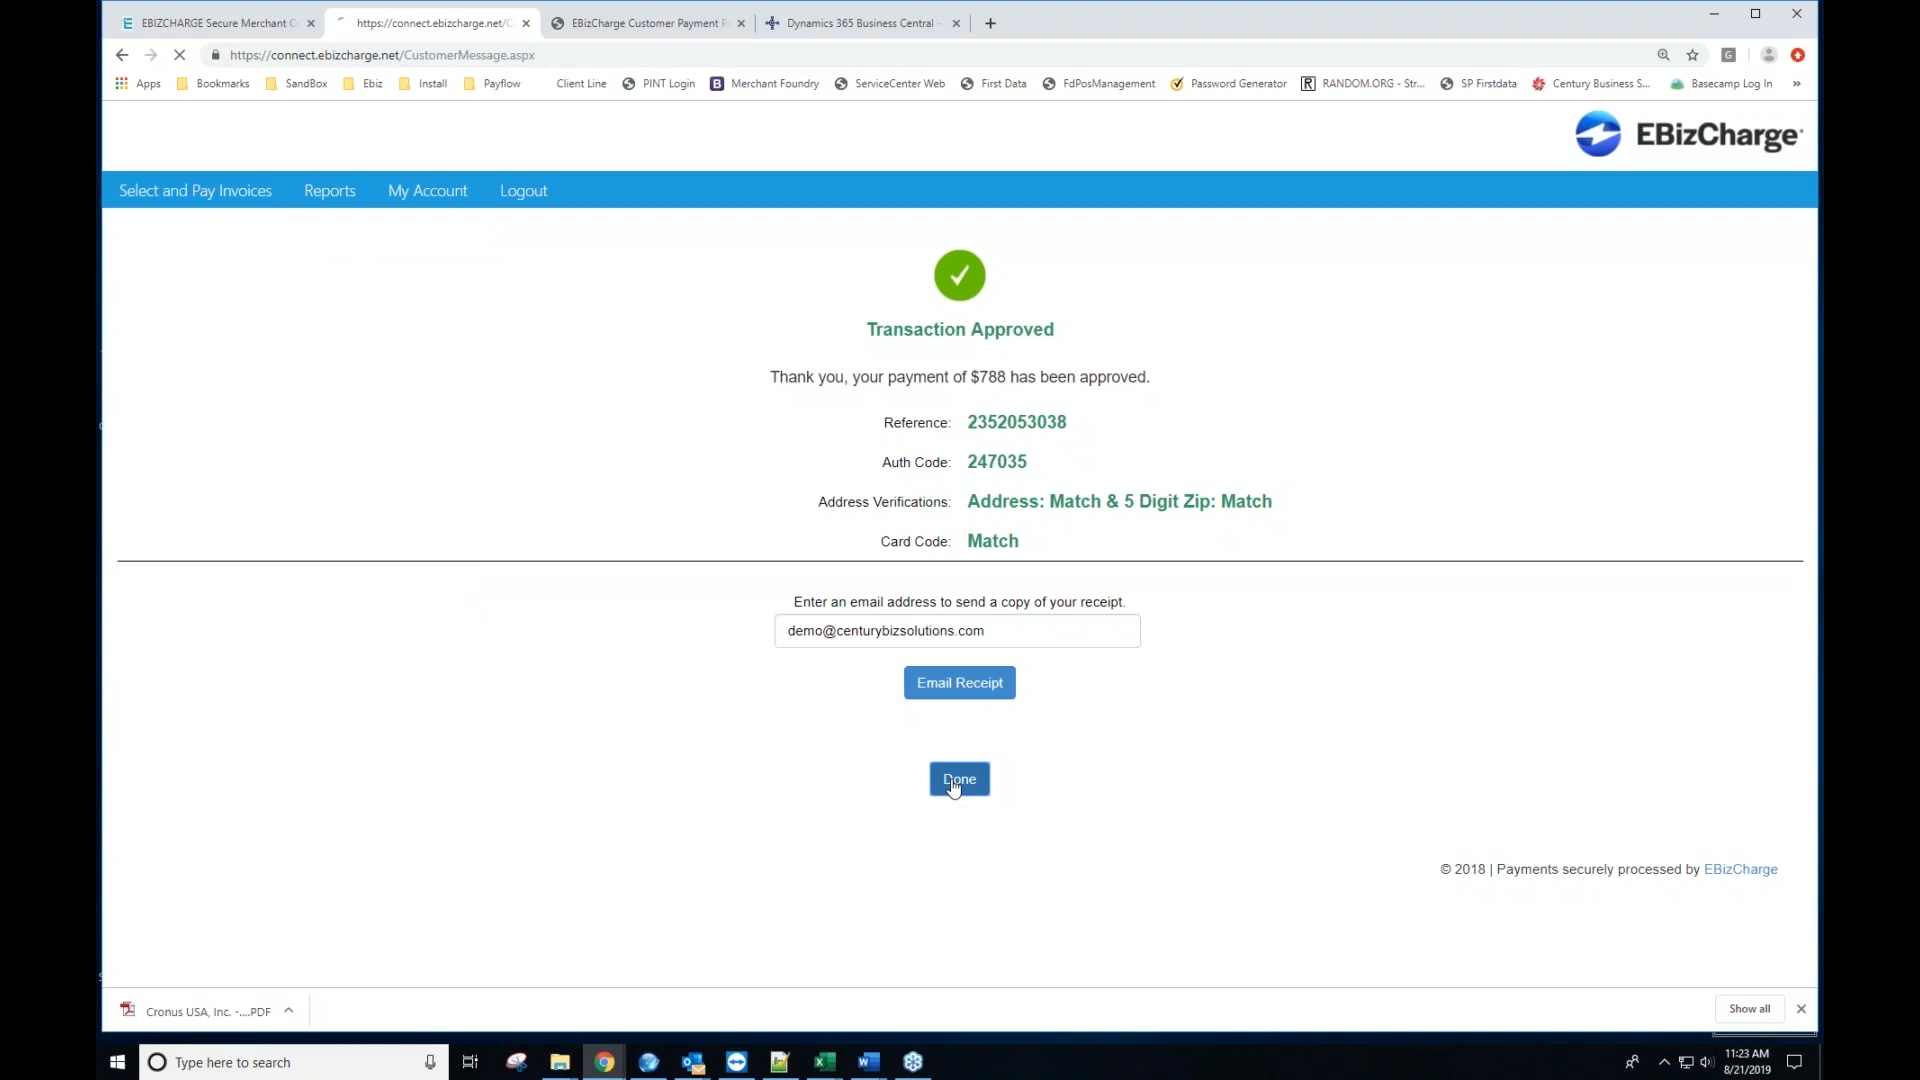 EBIZCHARGE Secure Merchant C
https://connect.ebizcharge.net/C
EBizCharge Customer Payment R
Dynamics 365 Business Central -
https://connect.ebizcharge.net/CustomerMessage.aspx
Apps Bookmarks SandBox Ebiz Install Payflow Client Line PINT Login B Merchant Foundry ServiceCenter Web First Data FdPosManagement Password Generator R RANDOM.ORG - Str... SP Firstdata Century Business S... Basecamp Log In »
EBizCharge
Select and Pay Invoices Reports My Account Logout
Transaction Approved
Thank you, your payment of $788 has been approved.
Reference: 2352053038
Auth Code: 247035
Address Verifications: Address: Match & 5 Digit Zip: Match
Card Code: Match
Enter an email address to send a copy of your receipt.
demo@centurybizsolutions.com
Email Receipt
Done
© 2018 | Payments securely processed by EBizCharge
Cronus USA, Inc. -....PDF
Show all
Type here to search
11:23 AM
8/21/2019